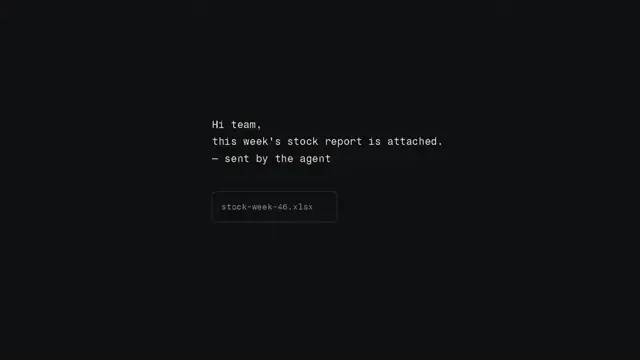 Hi team,
this week's stock report is attached.
— sent by the agent
stock-week-46.xlsx